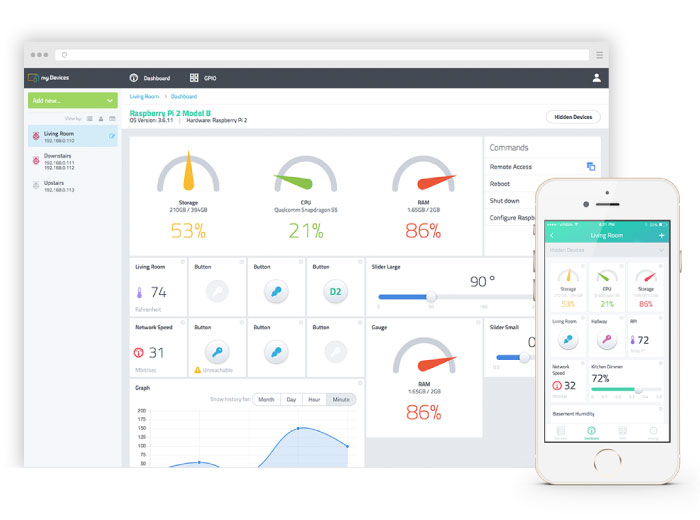 myDevices
Dashboard
GPIO
Add new...
View by:
Living Room
192.168.0.110
Downstairs
192.168.0.111
192.168.0.112
Upstairs
192.168.0.113
Living Room > Dashboard
Raspberry Pi 2 Model B
OS Version: 3.6.11 | Hardware: Raspberry Pi 2
Hidden Devices
Storage
210GB / 394GB
53%
CPU
Qualcomm Snapdragon S5
21%
RAM
1.65GB / 2GB
86%
Commands
Remote Access
Reboot
Shut down
Configure Raspb
Living Room
74
Fahrenheit
Button
Button
Button
D2
Slider Large
90°
0
Network Speed
31
Button
Unreachable
Button
Button
Gauge
RAM
1.65GB / 2GB
86%
Slider Small
0
0.0
Graph
Show history for:
Month
Day
Hour
Minute
200
175
150
125
100
75
50
Living Room
Hidden Devices
Storage
53%
CPU
21%
Storage
86%
Living Room
Hallway
RPI
72
Network
Speed
32
Kitchen Dinner
72%
Basement Humidity